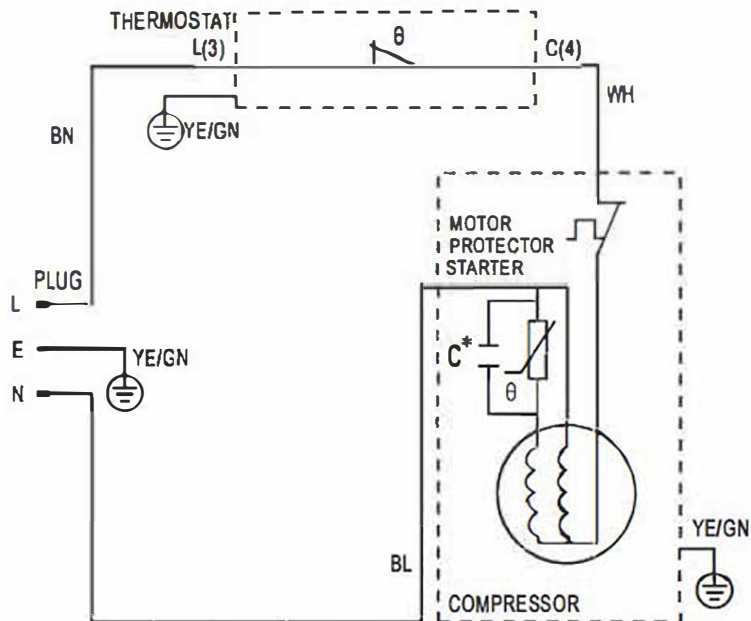 THERMOSTAT
L(3)
θ
C(4)
WH
YE/GN
BN
MOTOR
PROTECTOR
STARTER
PLUG
L
E
YE/GN
N
C*
θ
YE/GN
BL
COMPRESSOR